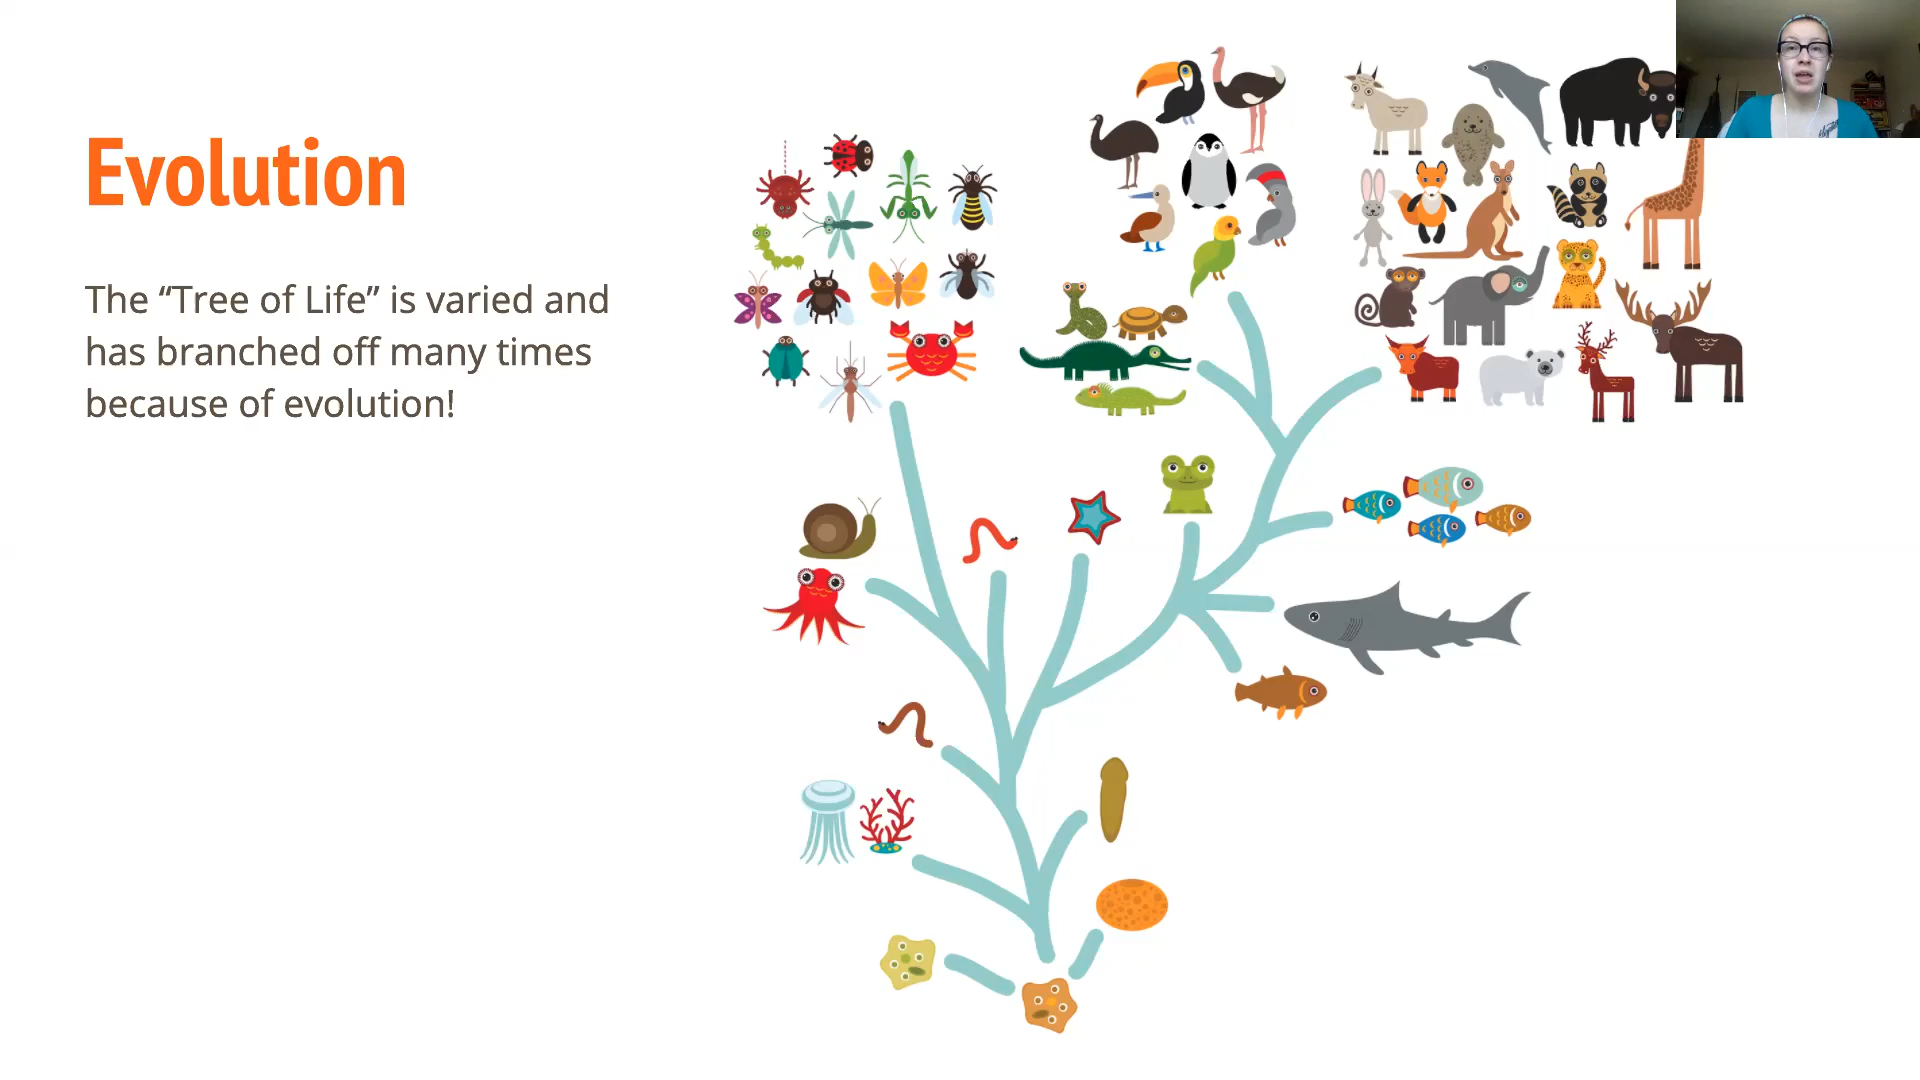 Evolution
The “Tree of Life” is varied and
has branched off many times
because of evolution!